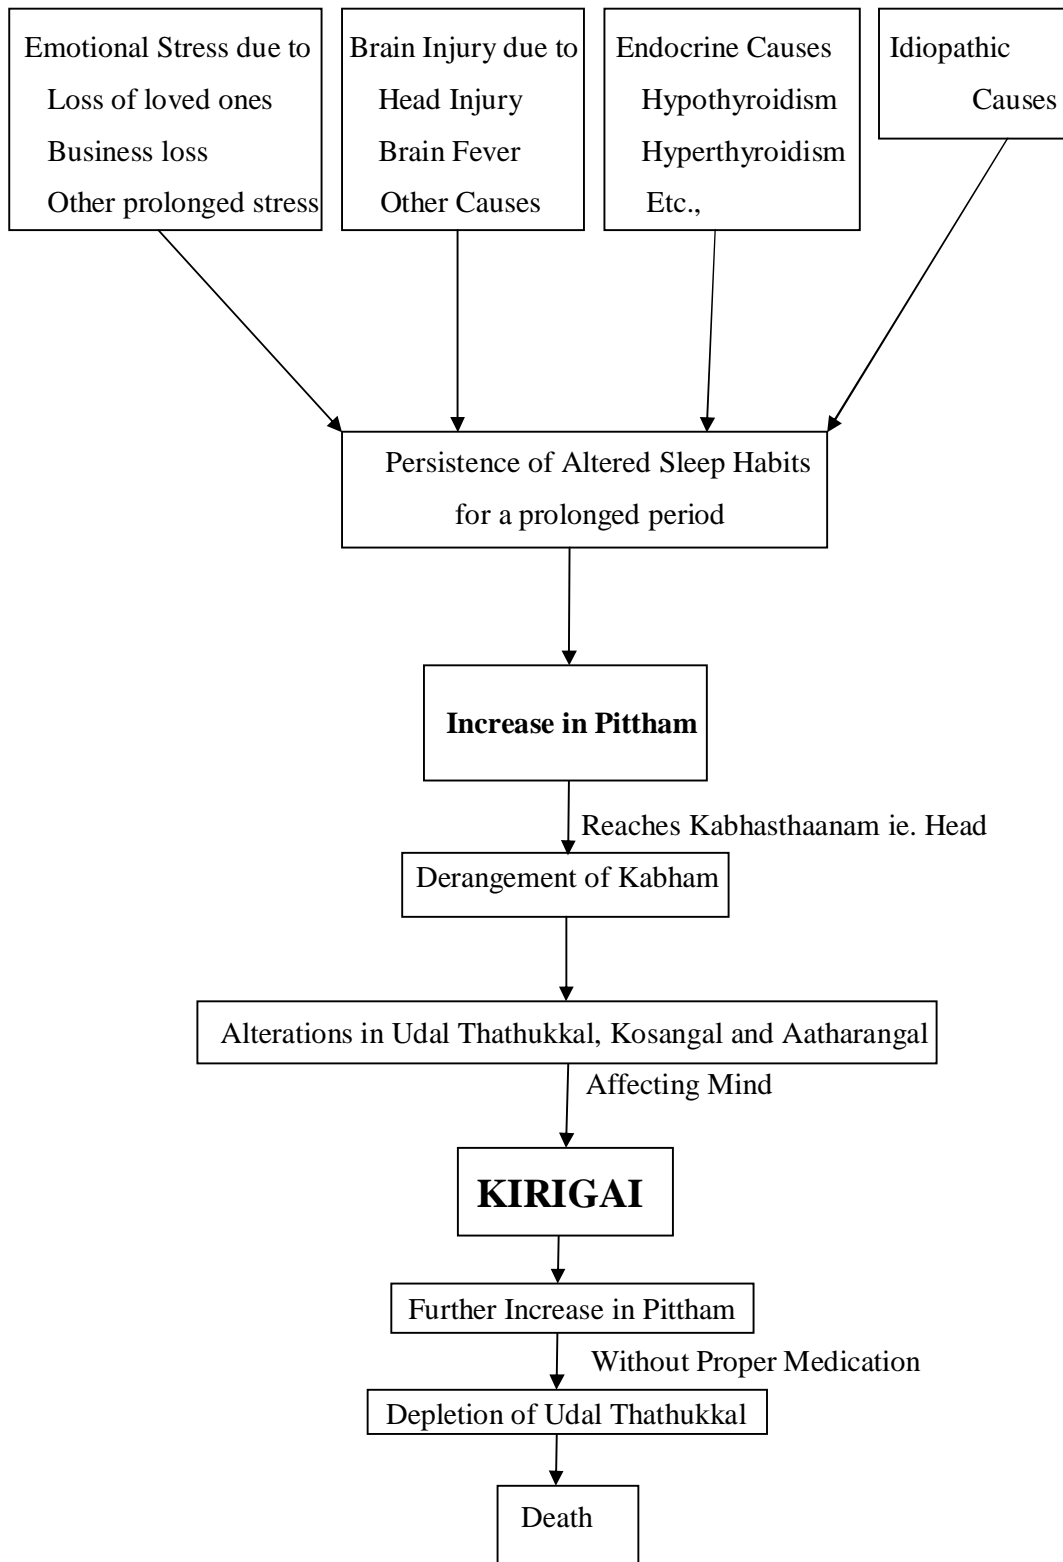 Emotional Stress due to
Loss of loved ones
Business loss
Other prolonged stress
Brain Injury due to
Head Injury
Brain Fever
Other Causes
Endocrine Causes
Hypothyroidism
Hyperthyroidism
Etc.,
Idiopathic
Causes
Persistence of Altered Sleep Habits
for a prolonged period
Increase in Pittham
Reaches Kabhasthaanam ie. Head
Derangement of Kabham
Alterations in Udal Thathukkal, Kosangal and Aatharangal
Affecting Mind
KIRIGAI
Further Increase in Pittham
Without Proper Medication
Depletion of Udal Thathukkal
Death